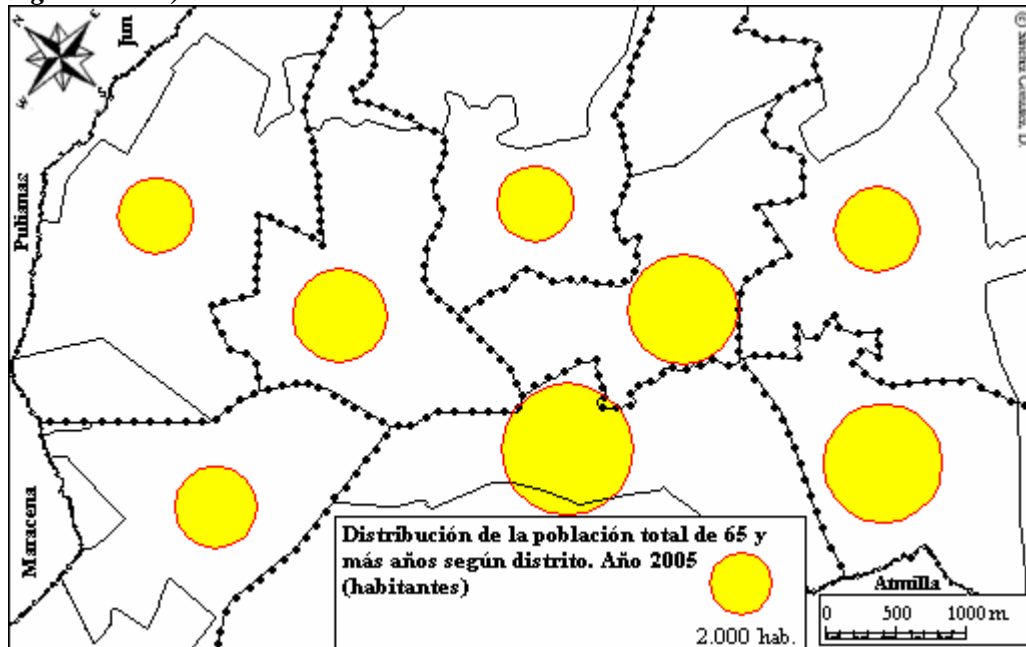 N
E
S
W
Jun
Pulianas
Maracena
Armilla
Distribución de la población total de 65 y
más años según distrito. Año 2005
(habitantes)
2.000 hab.
0 500 1000 m.